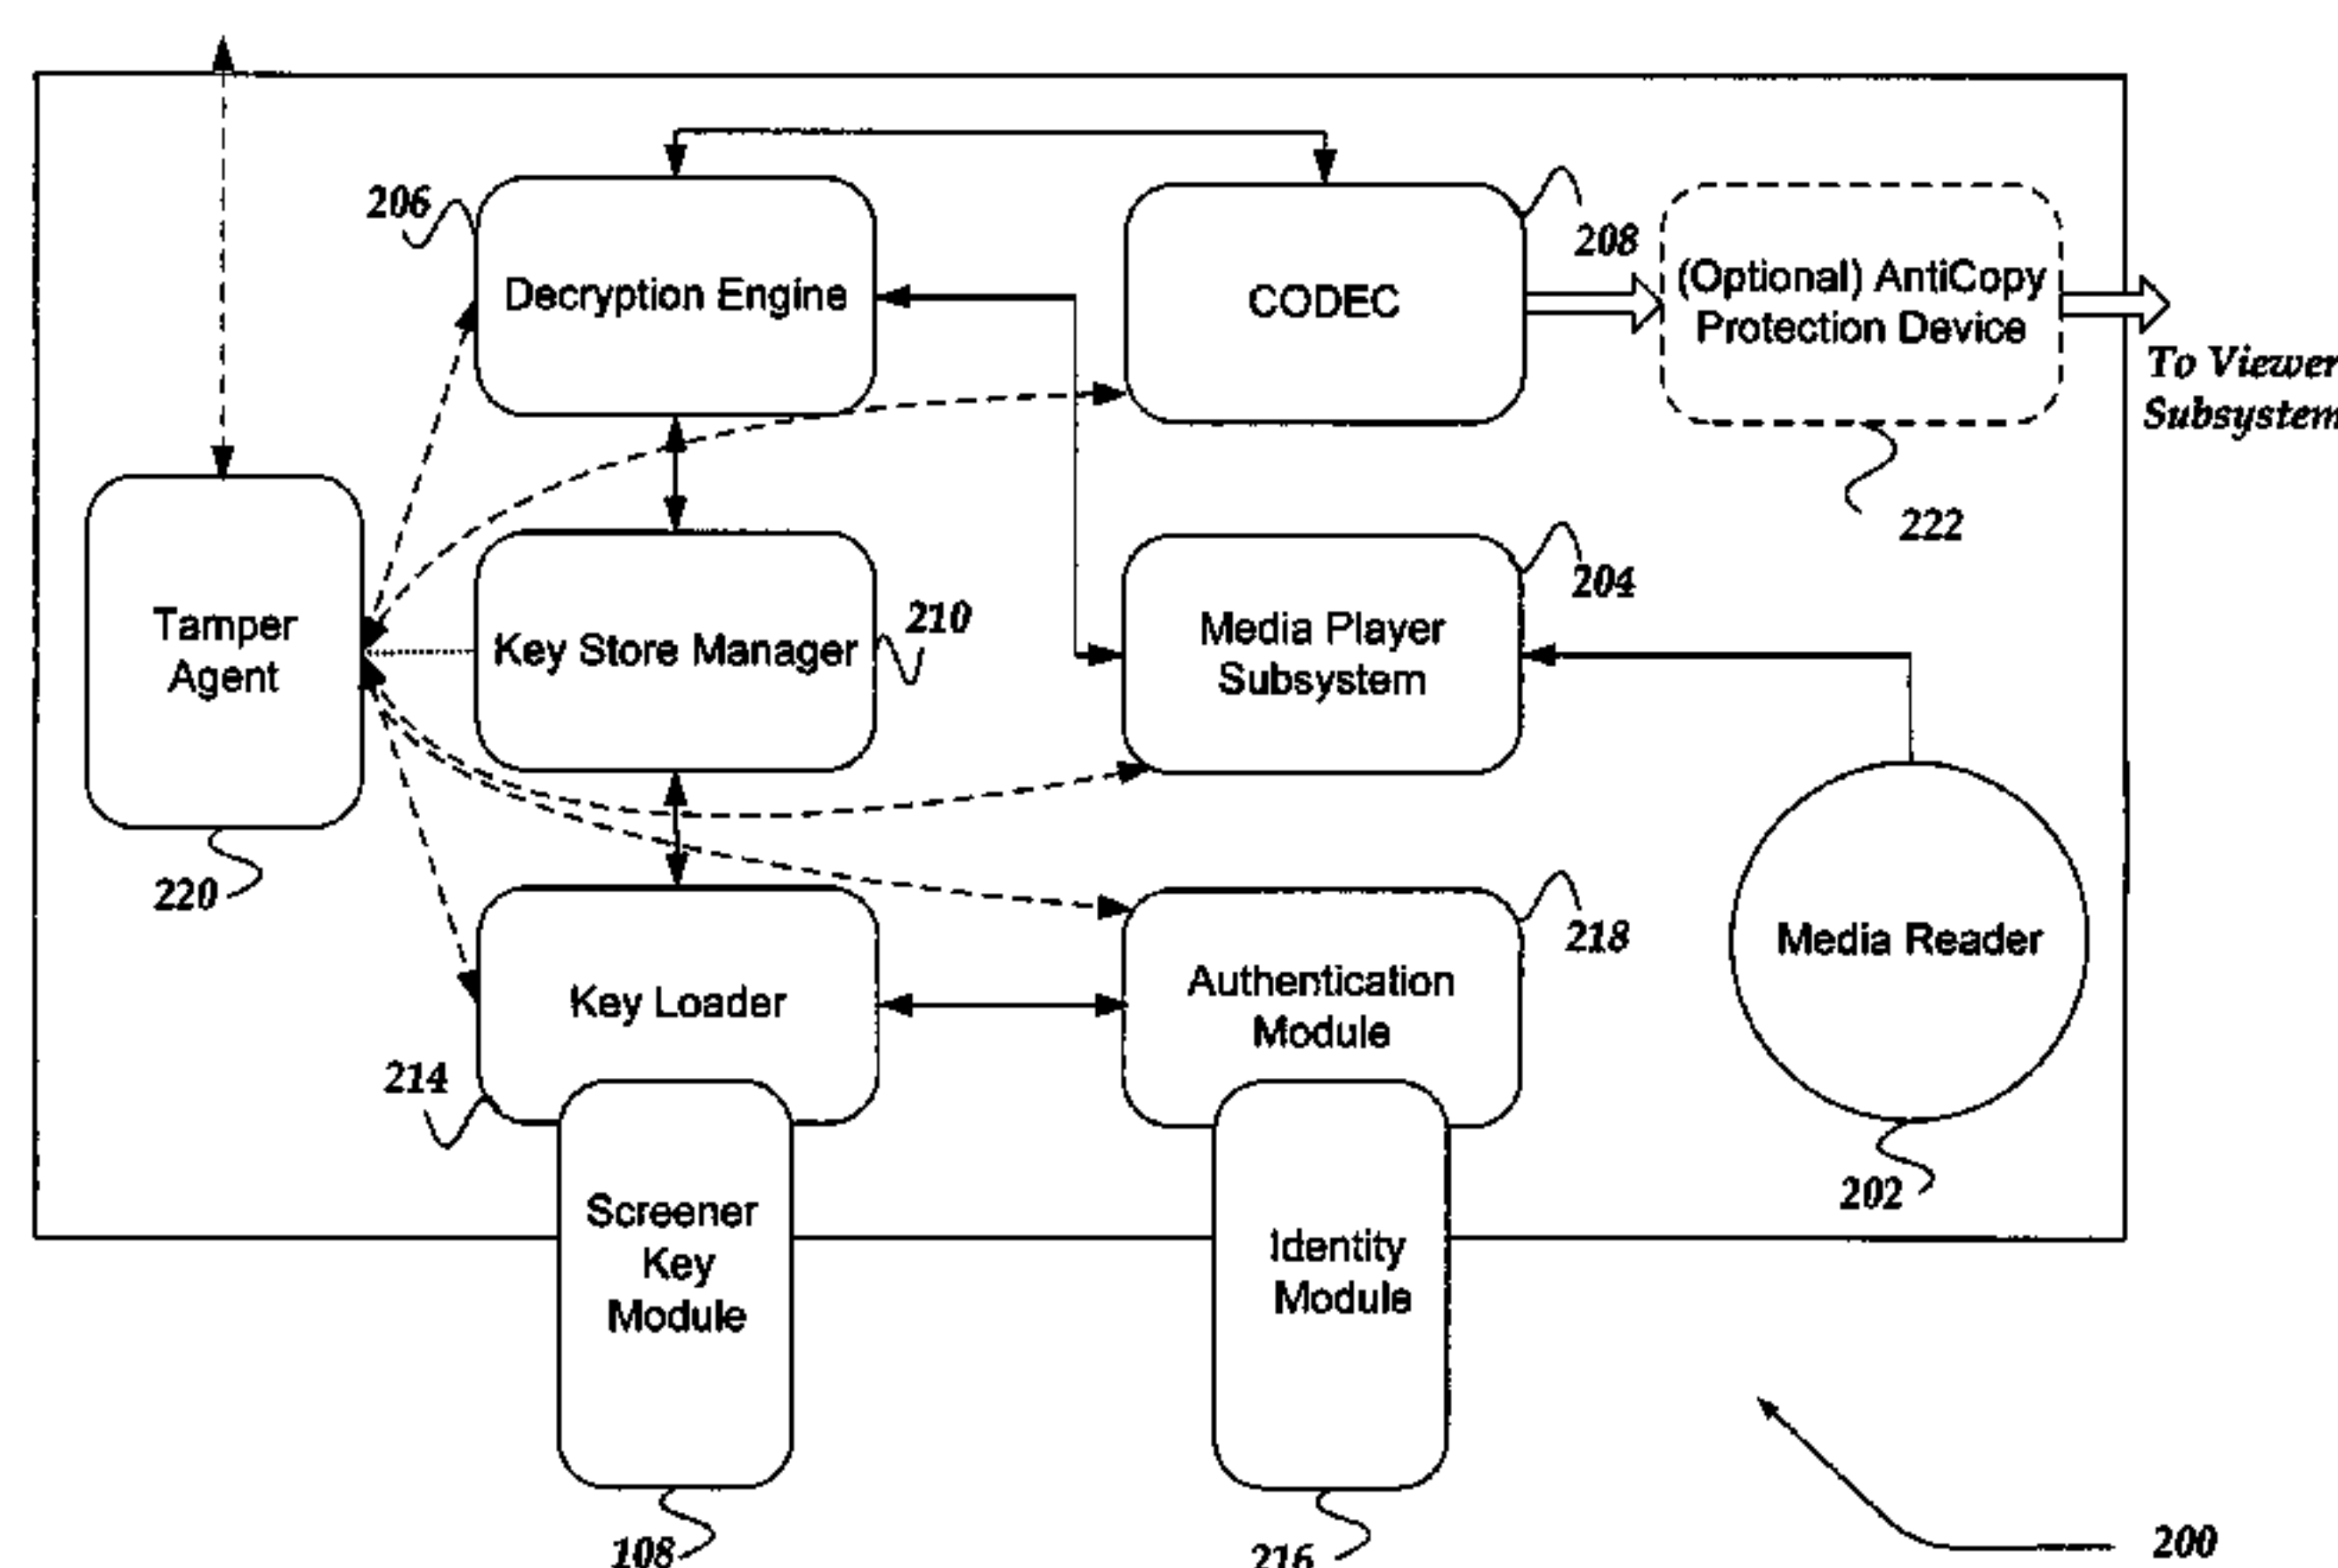 206
Decryption Engine
CODEC
208
(Optional) AntiCopy
Protection Device
To Viewer
Subsystem
222
Tamper
Agent
220
Key Store Manager
210
Media Player
Subsystem
204
Key Loader
214
Authentication
Module
218
Media Reader
202
Screener
Key
Module
108
Identity
Module
216
200